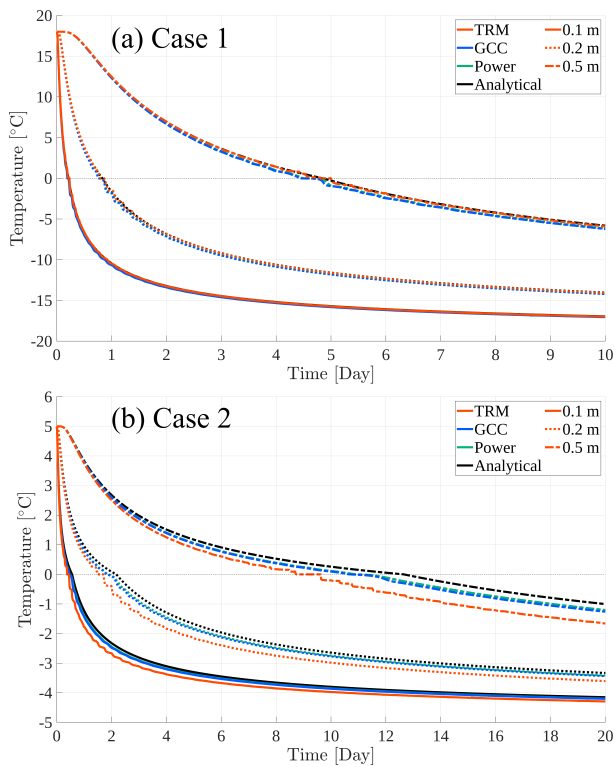 (a) Case 1
TRM 0.1 m
GCC 0.2 m
Power 0.5 m
Analytical
Temperature [°C]
20
15
10
5
0
-5
-10
-15
-20
0 1 2 3 4 5 6 7 8 9 10
Time [Day]
(b) Case 2
TRM 0.1 m
GCC 0.2 m
Power 0.5 m
Analytical
Temperature [°C]
6
5
4
3
2
1
0
-1
-2
-3
-4
-5
0 2 4 6 8 10 12 14 16 18 20
Time [Day]